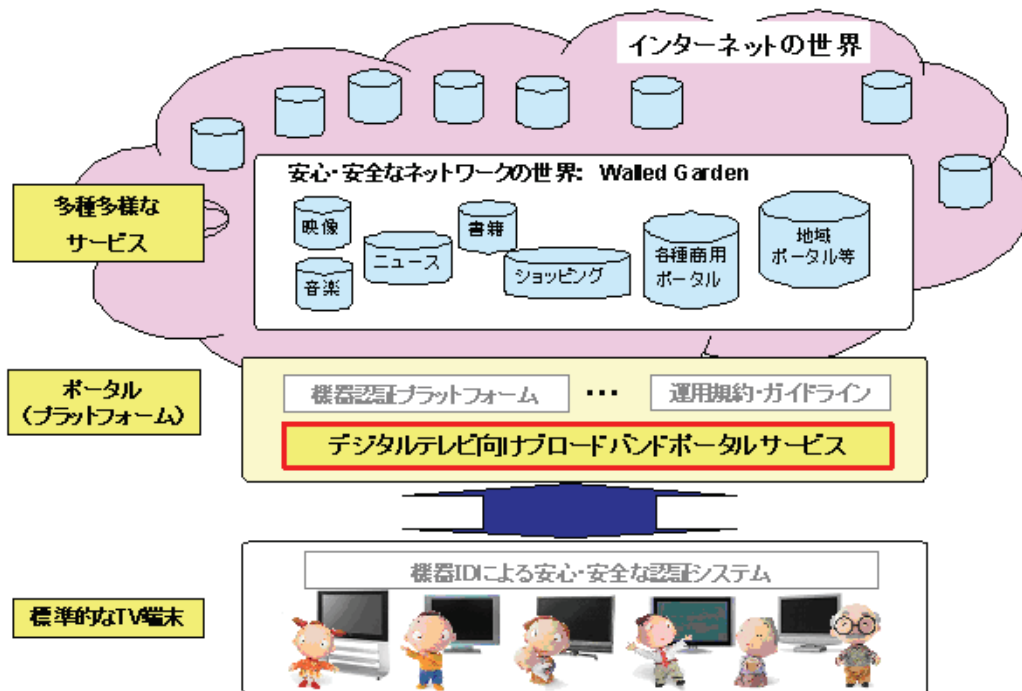 インターネットの世界
安心・安全なネットワークの世界: Walled Garden
多種多様な
サービス
映像
音楽
ニュース
書籍
ショッピング
各種商用
ポータル
地域
ポータル等
ポータル
(プラットフォーム)
機器認証プラットフォーム
・・・
運用規約・ガイドライン
デジタルテレビ向けブロードバンドポータルサービス
機器IDによる安心・安全な認証システム
標準的なTV端末